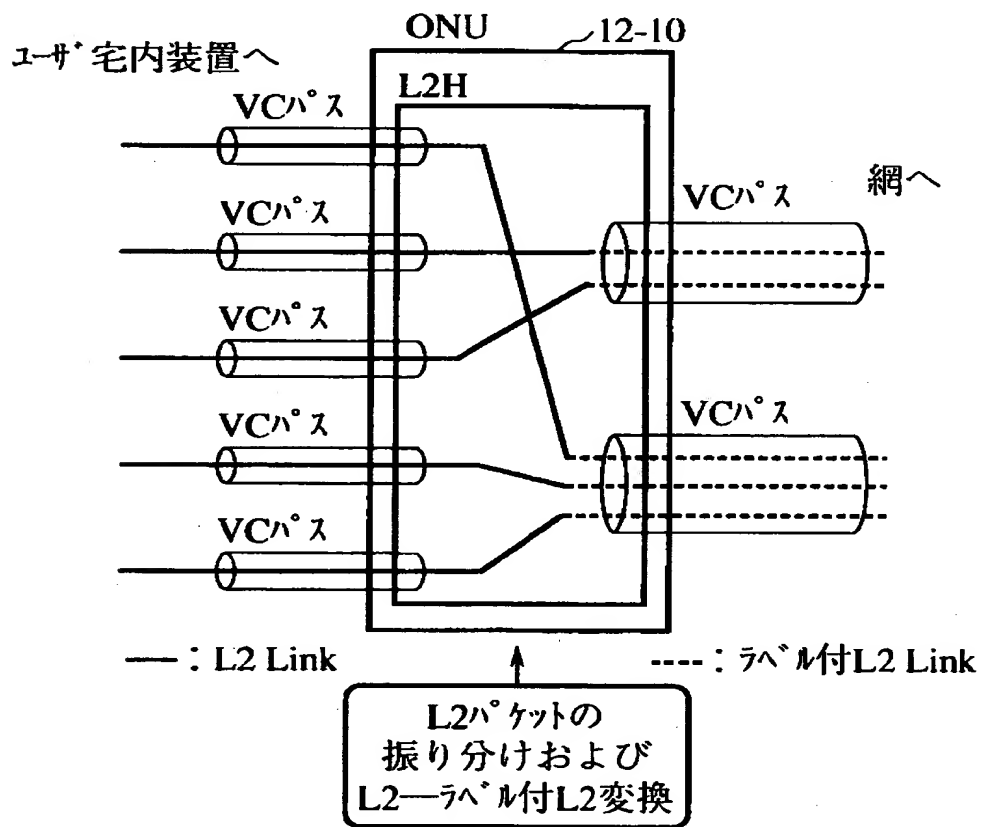 ONU
12-10
ﾕｰｻﾞ宅内装置へ
L2H
VCﾊﾟｽ
VCﾊﾟｽ
網へ
VCﾊﾟｽ
VCﾊﾟｽ
VCﾊﾟｽ
VCﾊﾟｽ
VCﾊﾟｽ
: L2 Link
: ﾗﾍﾞﾙ付L2 Link
L2ﾊﾟｹｯﾄの
振り分けおよび
L2―ﾗﾍﾞﾙ付L2変換